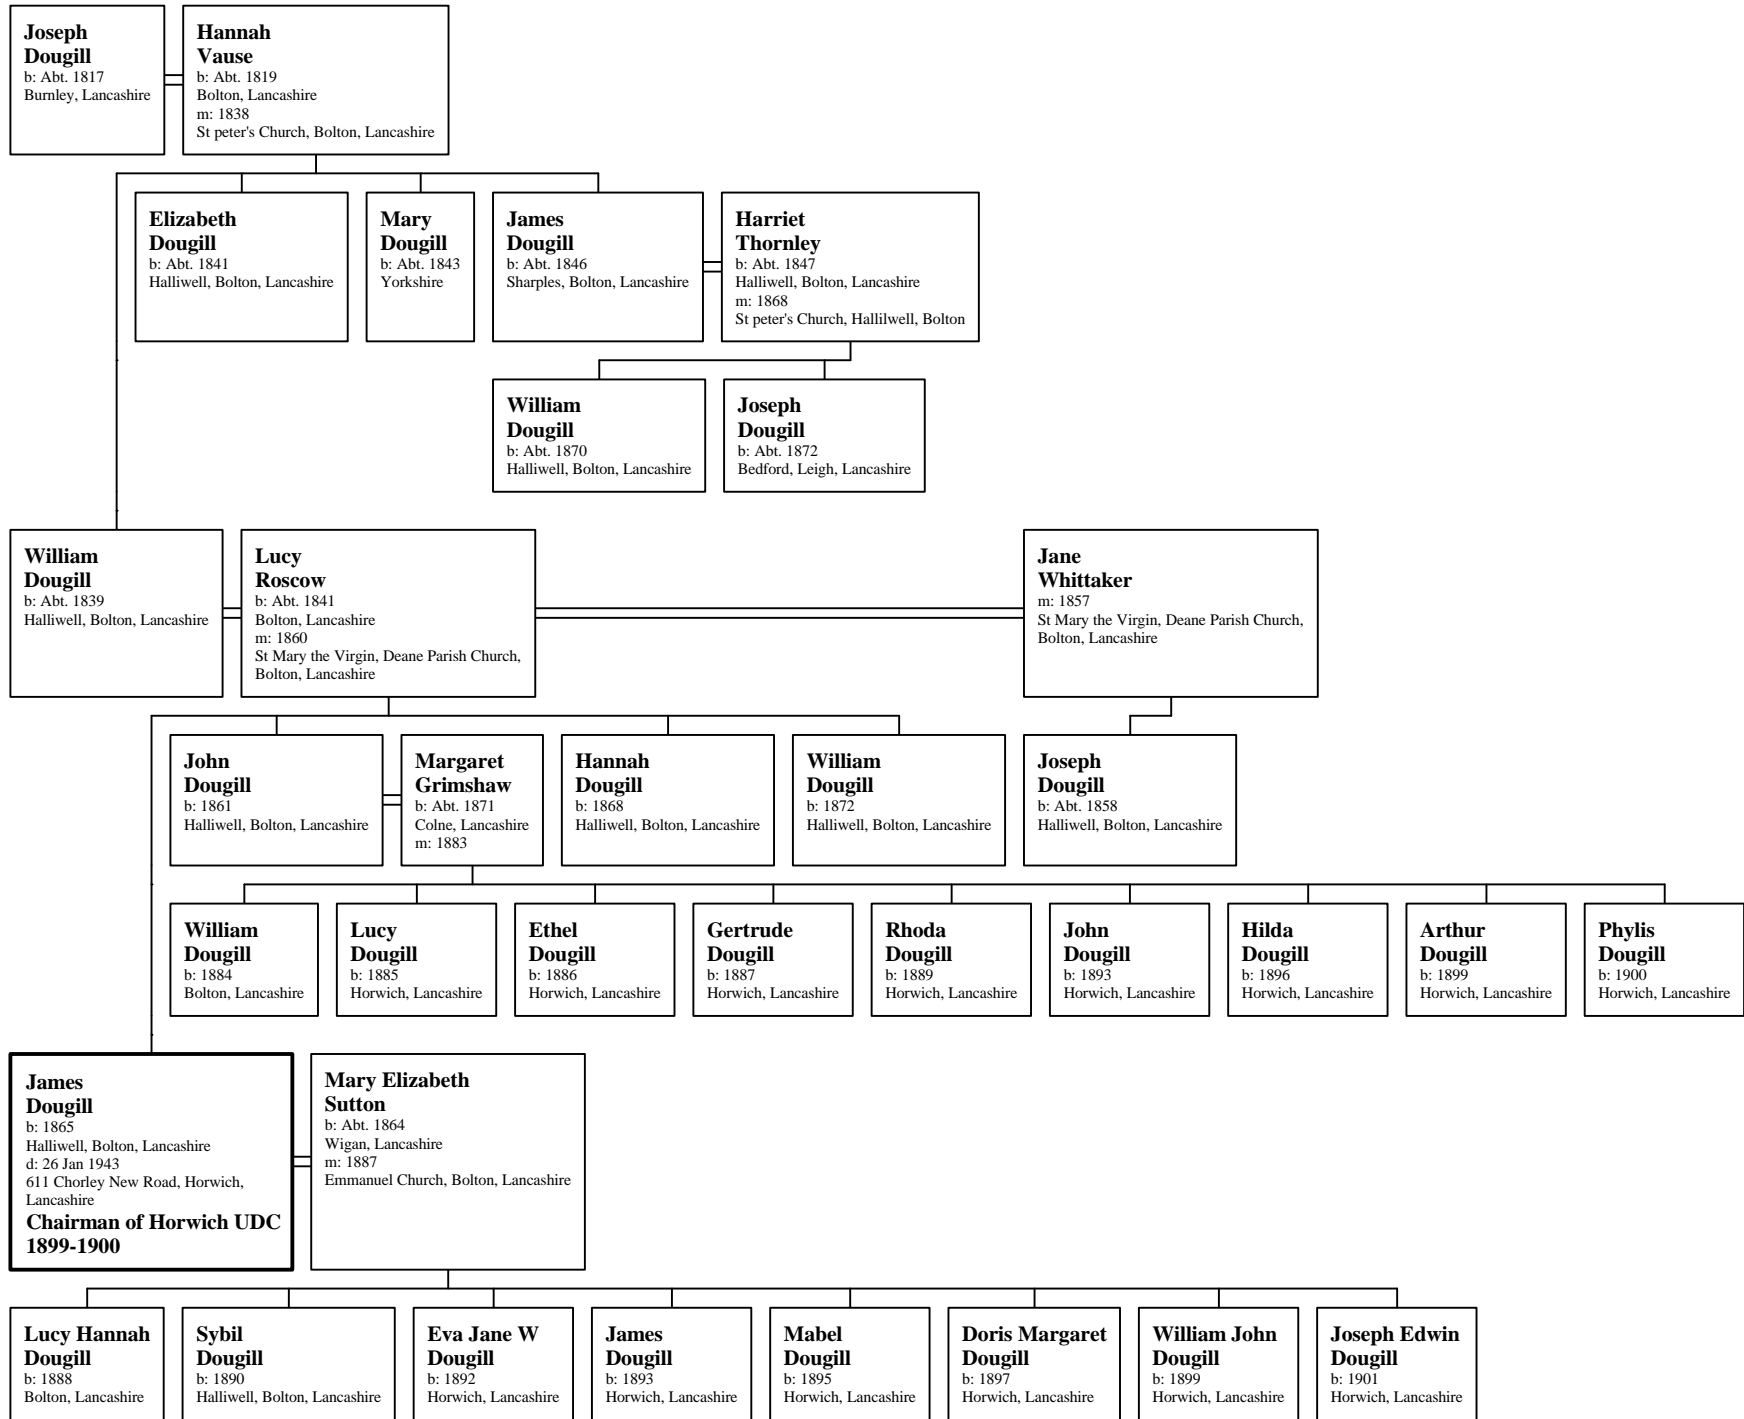 Joseph
Dougill
b: Abt. 1817
Burnley, Lancashire
Hannah
Vause
b: Abt. 1819
Bolton, Lancashire
m: 1838
St peter's Church, Bolton, Lancashire
Elizabeth
Dougill
b: Abt. 1841
Halliwell, Bolton, Lancashire
Mary
Dougill
b: Abt. 1843
Yorkshire
James
Dougill
b: Abt. 1846
Sharples, Bolton, Lancashire
Harriet
Thornley
b: Abt. 1847
Halliwell, Bolton, Lancashire
m: 1868
St peter's Church, Hallilwell, Bolton
William
Dougill
b: Abt. 1870
Halliwell, Bolton, Lancashire
Joseph
Dougill
b: Abt. 1872
Bedford, Leigh, Lancashire
William
Dougill
b: Abt. 1839
Halliwell, Bolton, Lancashire
Lucy
Roscow
b: Abt. 1841
Bolton, Lancashire
m: 1860
St Mary the Virgin, Deane Parish Church,
Bolton, Lancashire
Jane
Whittaker
m: 1857
St Mary the Virgin, Deane Parish Church,
Bolton, Lancashire
John
Dougill
b: 1861
Halliwell, Bolton, Lancashire
Margaret
Grimshaw
b: Abt. 1871
Colne, Lancashire
m: 1883
Hannah
Dougill
b: 1868
Halliwell, Bolton, Lancashire
William
Dougill
b: 1872
Halliwell, Bolton, Lancashire
Joseph
Dougill
b: Abt. 1858
Halliwell, Bolton, Lancashire
William
Dougill
b: 1884
Bolton, Lancashire
Lucy
Dougill
b: 1885
Horwich, Lancashire
Ethel
Dougill
b: 1886
Horwich, Lancashire
Gertrude
Dougill
b: 1887
Horwich, Lancashire
Rhoda
Dougill
b: 1889
Horwich, Lancashire
John
Dougill
b: 1893
Horwich, Lancashire
Hilda
Dougill
b: 1896
Horwich, Lancashire
Arthur
Dougill
b: 1899
Horwich, Lancashire
Phylis
Dougill
b: 1900
Horwich, Lancashire
James
Dougill
b: 1865
Halliwell, Bolton, Lancashire
d: 26 Jan 1943
611 Chorley New Road, Horwich,
Lancashire
Chairman of Horwich UDC
1899-1900
Mary Elizabeth
Sutton
b: Abt. 1864
Wigan, Lancashire
m: 1887
Emmanuel Church, Bolton, Lancashire
Lucy Hannah
Dougill
b: 1888
Bolton, Lancashire
Sybil
Dougill
b: 1890
Halliwell, Bolton, Lancashire
Eva Jane W
Dougill
b: 1892
Horwich, Lancashire
James
Dougill
b: 1893
Horwich, Lancashire
Mabel
Dougill
b: 1895
Horwich, Lancashire
Doris Margaret
Dougill
b: 1897
Horwich, Lancashire
William John
Dougill
b: 1899
Horwich, Lancashire
Joseph Edwin
Dougill
b: 1901
Horwich, Lancashire